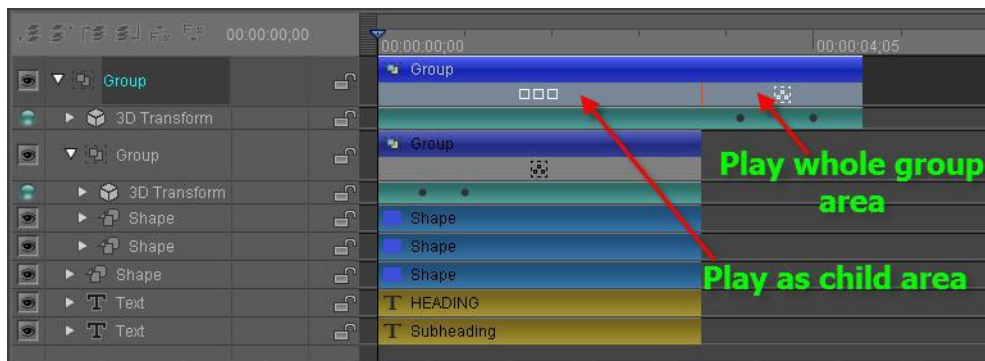 00:00:00;00
00:00:00;00
00:00:04;05
Group
Group
3D Transform
Group
Group
Play whole group
area
3D Transform
Shape
Shape
Shape
Shape
Shape
Shape
Play as child area
Text
T HEADING
Text
T Subheading